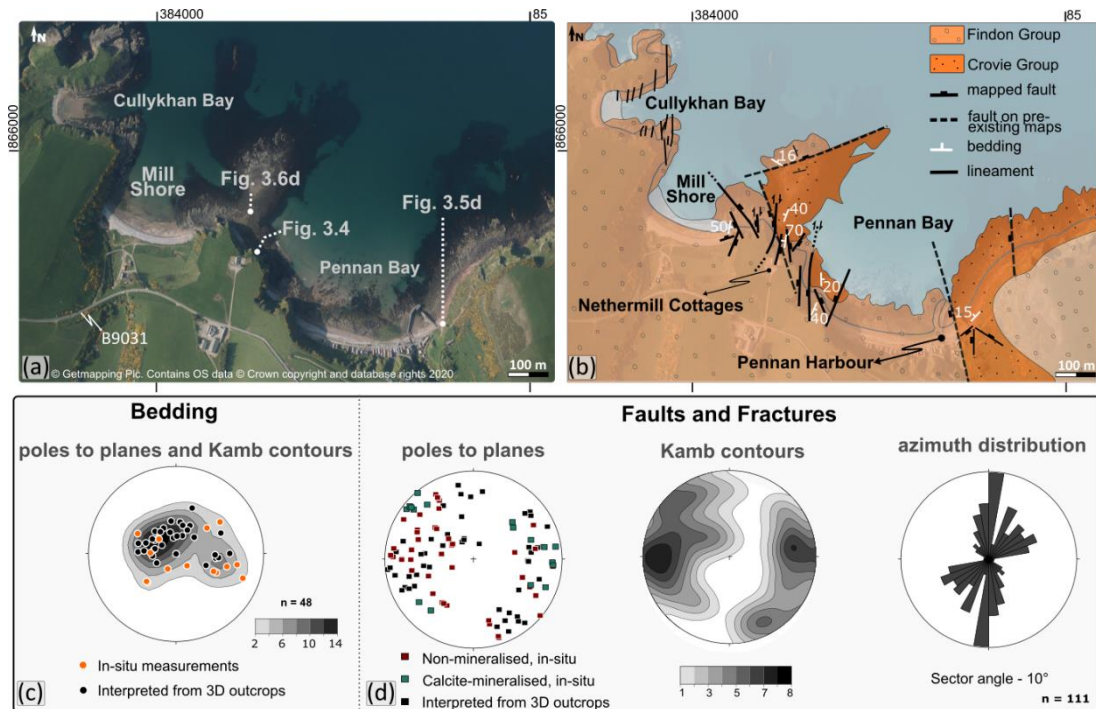 384000
85
384000
85
N
866000
Cullykhan Bay
Mill
Shore
Fig. 3.6d
Fig. 3.5d
Fig. 3.4
Pennan Bay
B9031
(a)
© Getmapping Plc. Contains OS data © Crown copyright and database rights 2020
100 m
N
866000
Cullykhan Bay
Mill
Shore
Pennan Bay
Nethermill Cottages
Pennan Harbour
16
40
50
70
20
40
15
Findon Group
Crovie Group
mapped fault
fault on pre-
existing maps
bedding
lineament
(b)
100 m
Bedding
poles to planes and Kamb contours
n = 48
2 6 10 14
In-situ measurements
Interpreted from 3D outcrops
(c)
Faults and Fractures
poles to planes
Kamb contours
azimuth distribution
Non-mineralised, in-situ
Calcite-mineralised, in-situ
Interpreted from 3D outcrops
(d)
1 2 3 4 5 6 7 8
Sector angle - 10°
n = 111